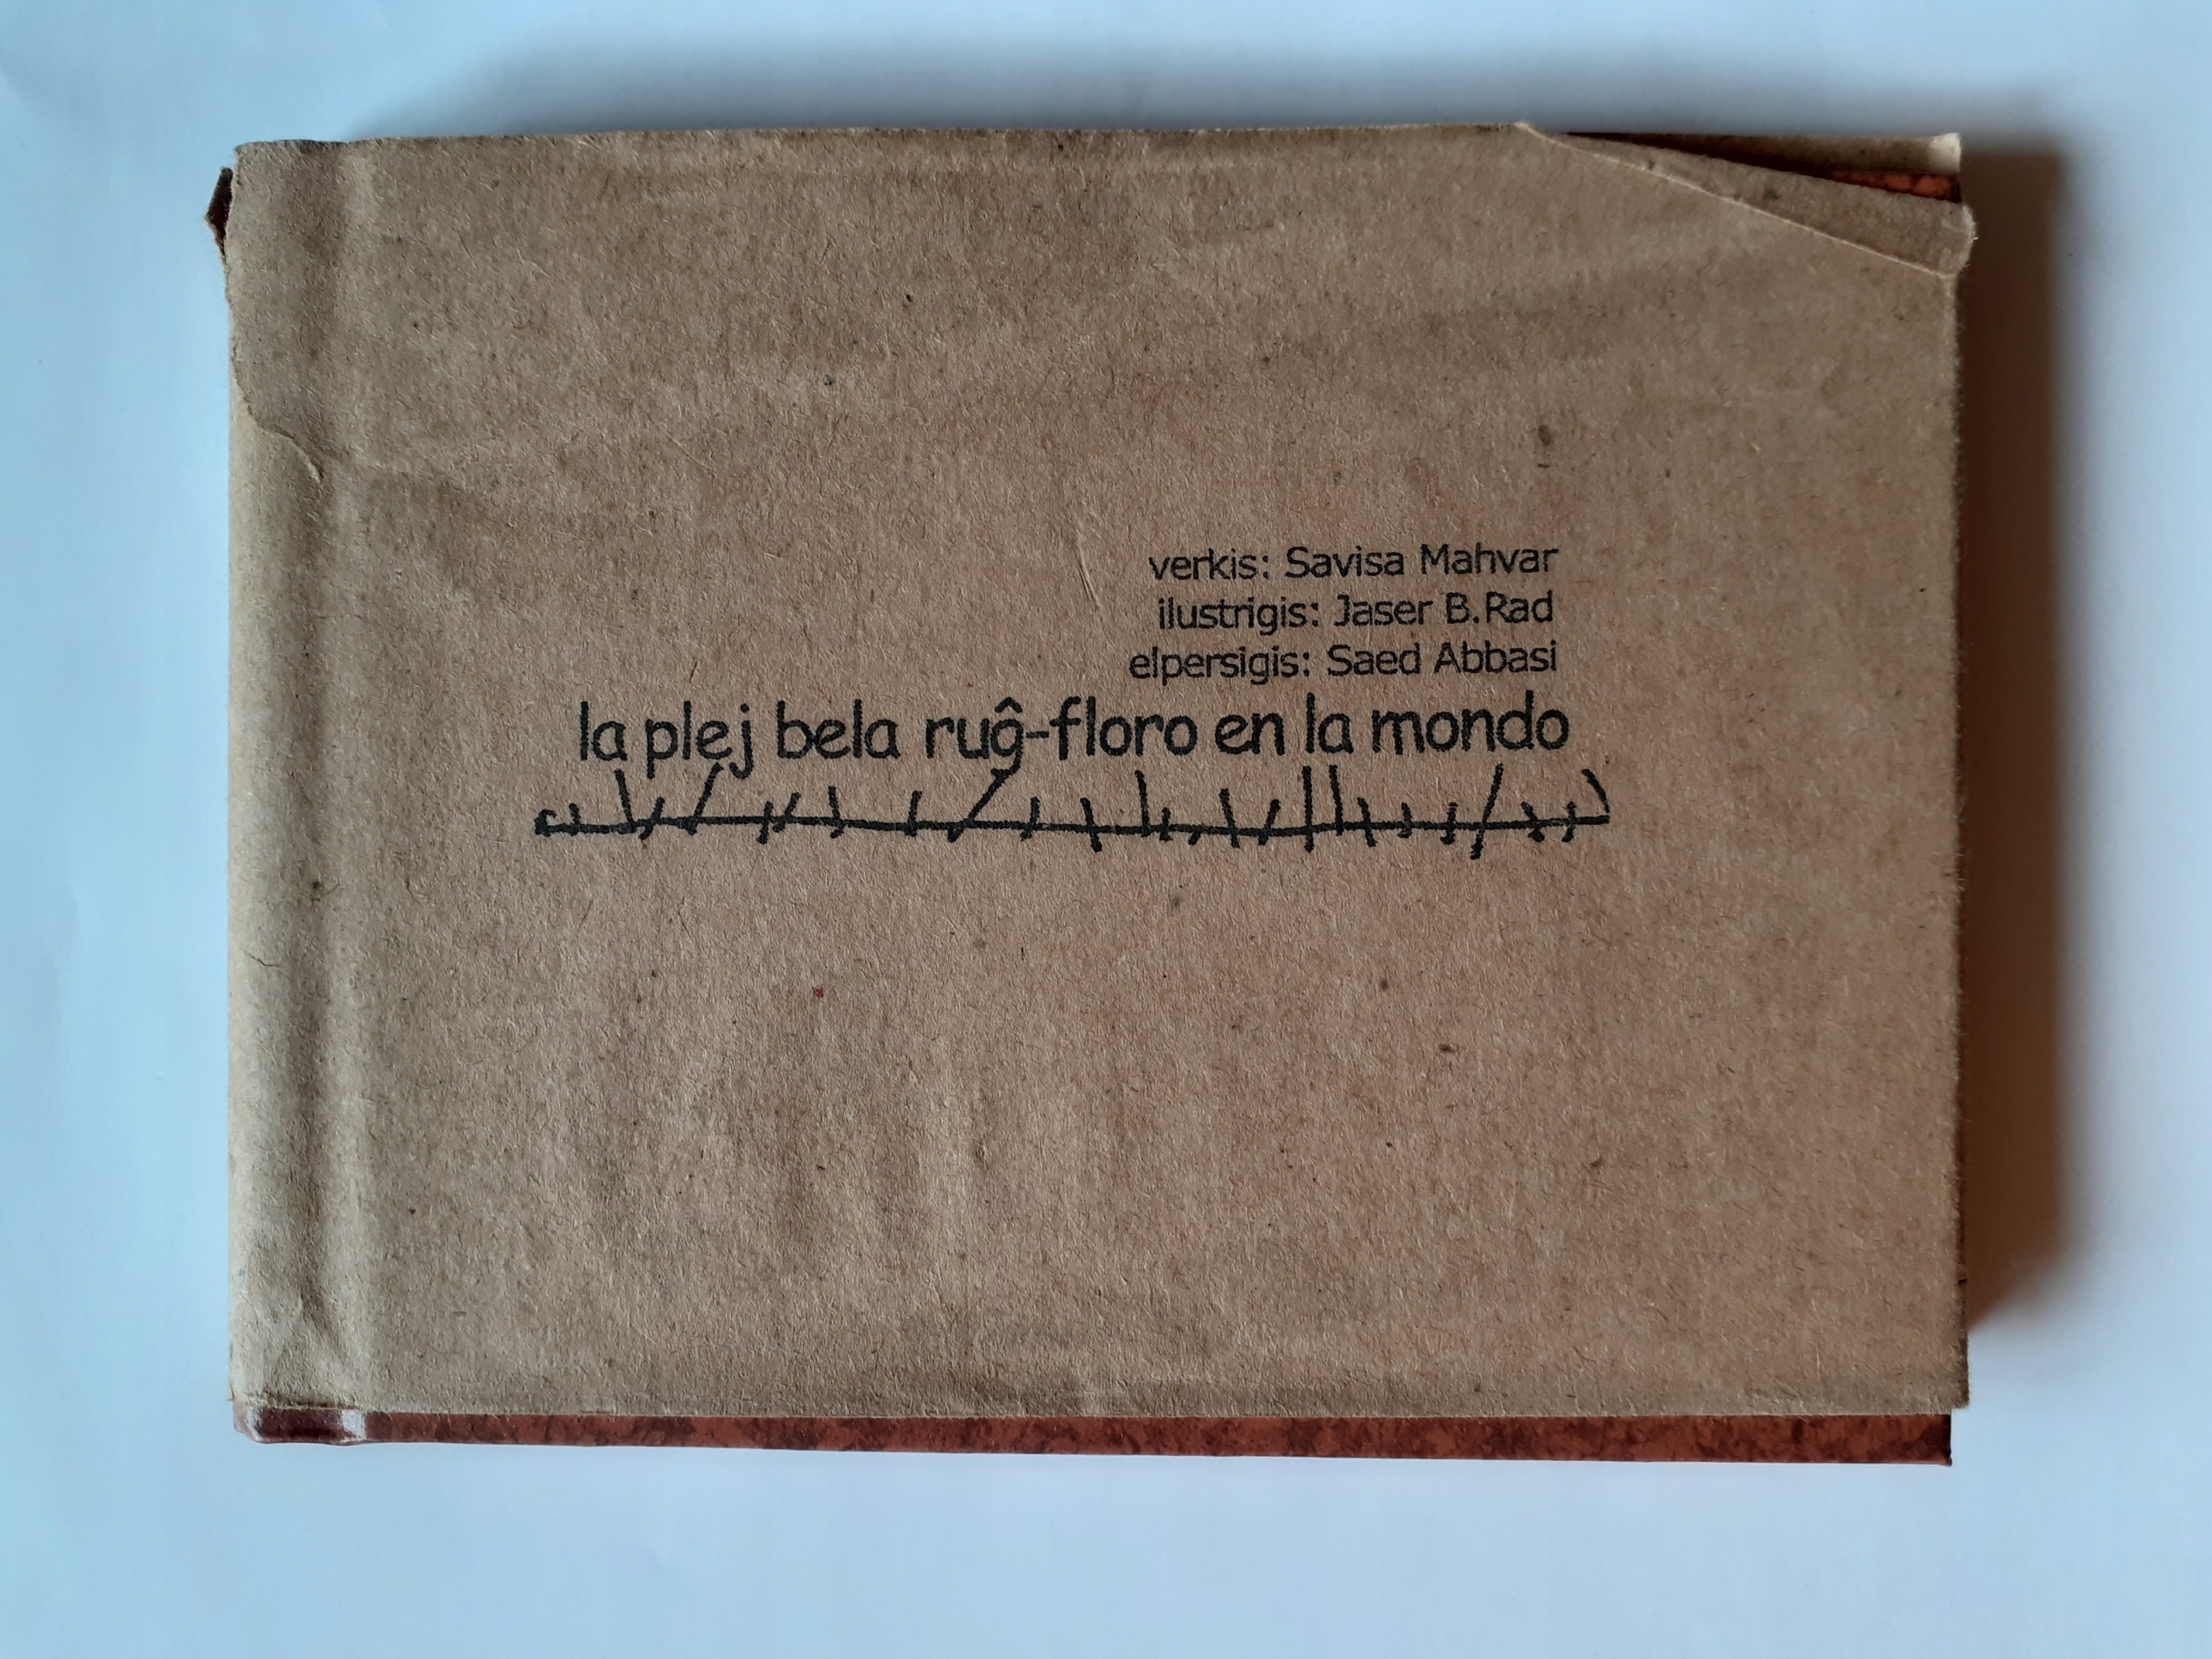 verkis: Savisa Mahvar
ilustrigis: Jaser B.Rad
elpersigis: Saed Abbasi
la plej bela ruĝ-floro en la mondo